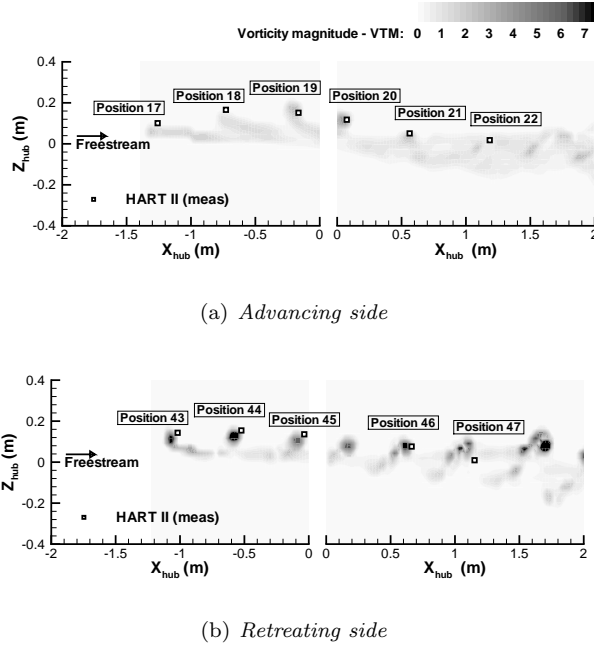 Vorticity magnitude - VTM: 0 1 2 3 4 5 6 7
0.4
Position 17 Position 18 Position 19 Position 20
0.2
Position 21 Position 22
Z_hub (m)
0
Freestream
-0.2
HART II (meas)
-0.4
-2 -1.5 -1 -0.5 0 0 0.5 1 1.5 2
X_hub (m) X_hub (m)
(a) Advancing side
0.4
Position 43 Position 44 Position 45 Position 46 Position 47
0.2
Z_hub (m)
0
Freestream
-0.2
HART II (meas)
-0.4
-2 -1.5 -1 -0.5 0 0 0.5 1 1.5 2
X_hub (m) X_hub (m)
(b) Retreating side